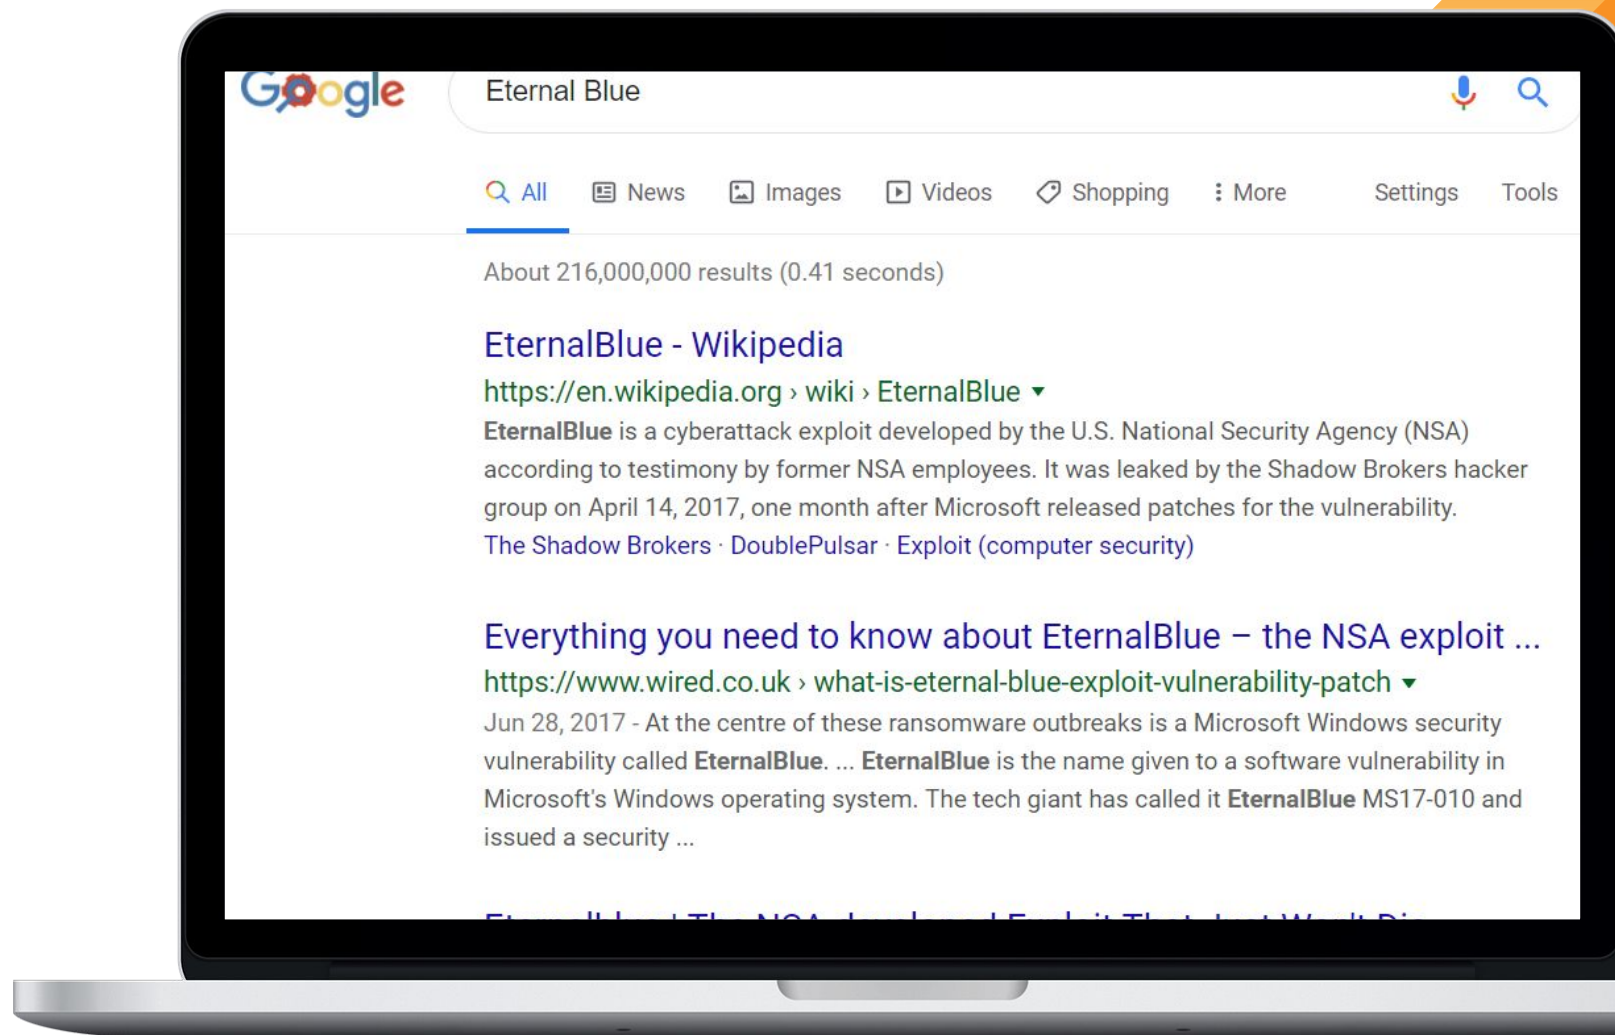 Google
Eternal Blue
All News Images Videos Shopping More Settings Tools
About 216,000,000 results (0.41 seconds)
EternalBlue - Wikipedia
https://en.wikipedia.org › wiki › EternalBlue
EternalBlue is a cyberattack exploit developed by the U.S. National Security Agency (NSA)
according to testimony by former NSA employees. It was leaked by the Shadow Brokers hacker
group on April 14, 2017, one month after Microsoft released patches for the vulnerability.
The Shadow Brokers · DoublePulsar · Exploit (computer security)
Everything you need to know about EternalBlue – the NSA exploit ...
https://www.wired.co.uk › what-is-eternal-blue-exploit-vulnerability-patch
Jun 28, 2017 - At the centre of these ransomware outbreaks is a Microsoft Windows security
vulnerability called EternalBlue. ... EternalBlue is the name given to a software vulnerability in
Microsoft's Windows operating system. The tech giant has called it EternalBlue MS17-010 and
issued a security ...